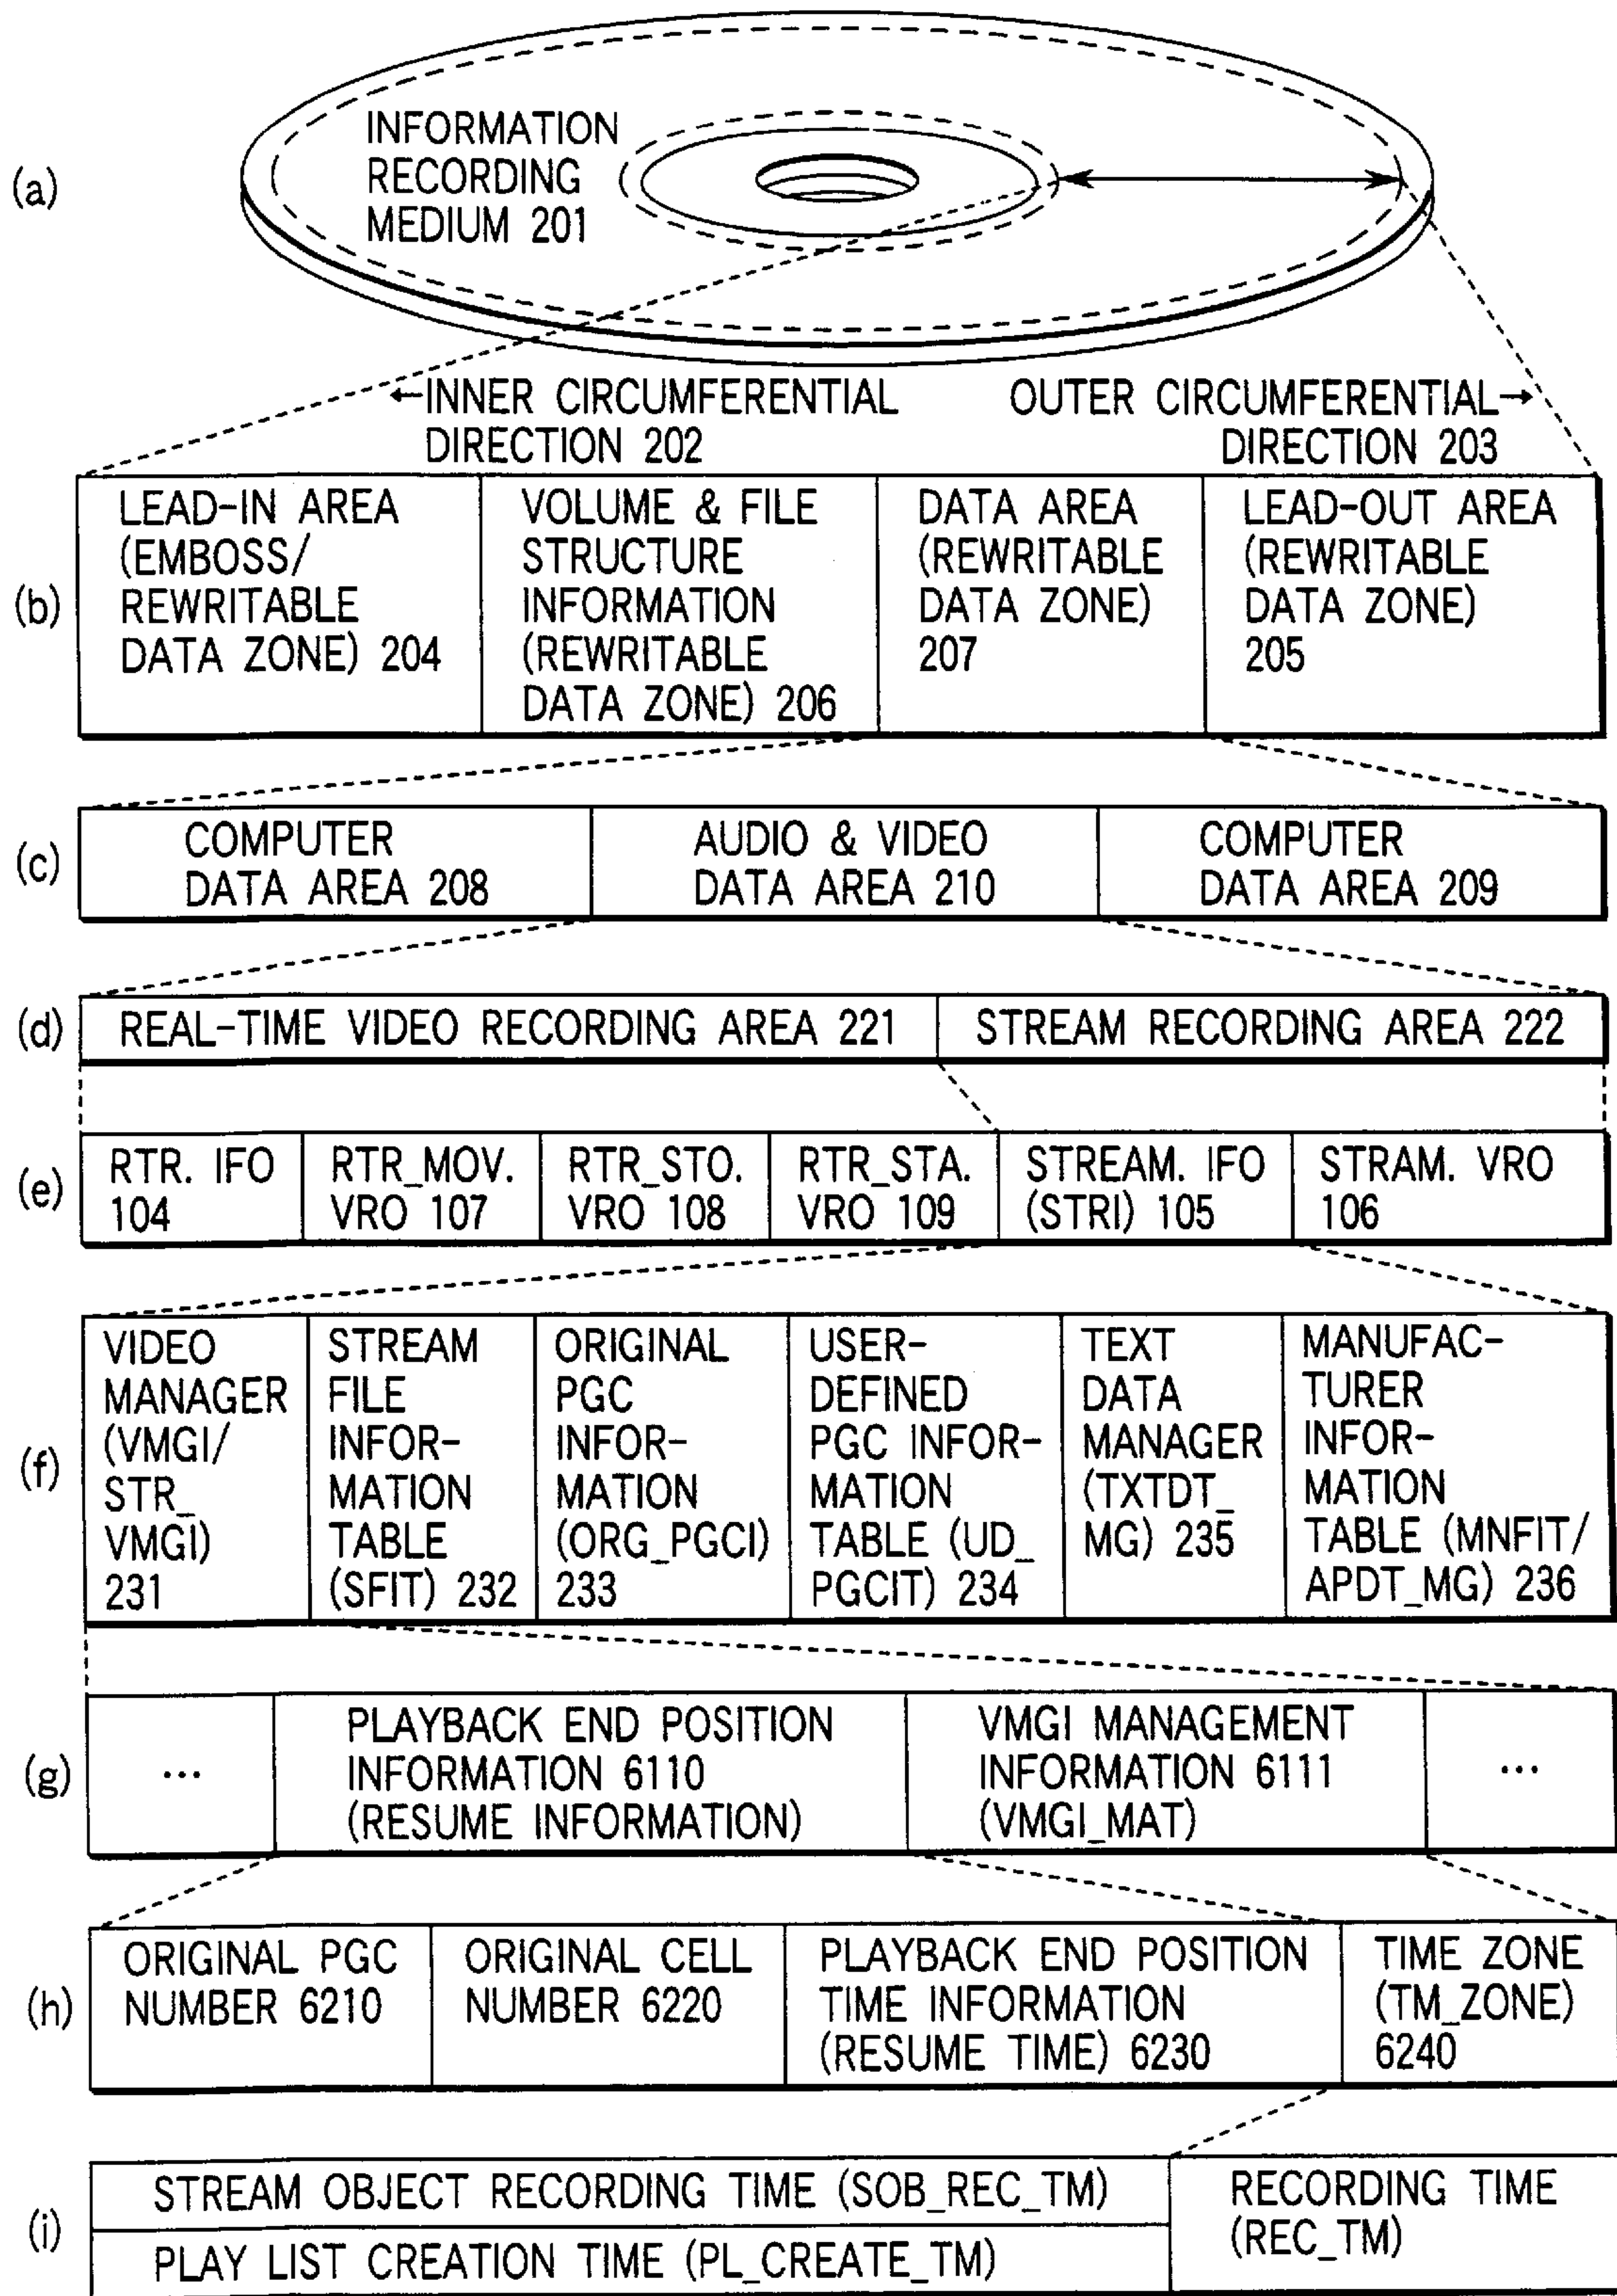 (a)
INFORMATION
RECORDING
MEDIUM 201
←INNER CIRCUMFERENTIAL
DIRECTION 202
OUTER CIRCUMFERENTIAL→
DIRECTION 203
(b)
LEAD-IN AREA
(EMBOSS/
REWRITABLE
DATA ZONE) 204
VOLUME & FILE
STRUCTURE
INFORMATION
(REWRITABLE
DATA ZONE) 206
DATA AREA
(REWRITABLE
DATA ZONE)
207
LEAD-OUT AREA
(REWRITABLE
DATA ZONE)
205
(c)
COMPUTER
DATA AREA 208
AUDIO & VIDEO
DATA AREA 210
COMPUTER
DATA AREA 209
(d)
REAL-TIME VIDEO RECORDING AREA 221
STREAM RECORDING AREA 222
(e)
RTR. IFO
104
RTR_MOV.
VRO 107
RTR_STO.
VRO 108
RTR_STA.
VRO 109
STREAM. IFO
(STRI) 105
STRAM. VRO
106
(f)
VIDEO
MANAGER
(VMGI/
STR_
VMGI)
231
STREAM
FILE
INFOR-
MATION
TABLE
(SFIT) 232
ORIGINAL
PGC
INFOR-
MATION
(ORG_PGCI)
233
USER-
DEFINED
PGC INFOR-
MATION
TABLE (UD_
PGCIT) 234
TEXT
DATA
MANAGER
(TXTDT_
MG) 235
MANUFAC-
TURER
INFOR-
MATION
TABLE (MNFIT/
APDT_MG) 236
(g)
...
PLAYBACK END POSITION
INFORMATION 6110
(RESUME INFORMATION)
VMGI MANAGEMENT
INFORMATION 6111
(VMGI_MAT)
...
(h)
ORIGINAL PGC
NUMBER 6210
ORIGINAL CELL
NUMBER 6220
PLAYBACK END POSITION
TIME INFORMATION
(RESUME TIME) 6230
TIME ZONE
(TM_ZONE)
6240
(i)
STREAM OBJECT RECORDING TIME (SOB_REC_TM)
PLAY LIST CREATION TIME (PL_CREATE_TM)
RECORDING TIME
(REC_TM)